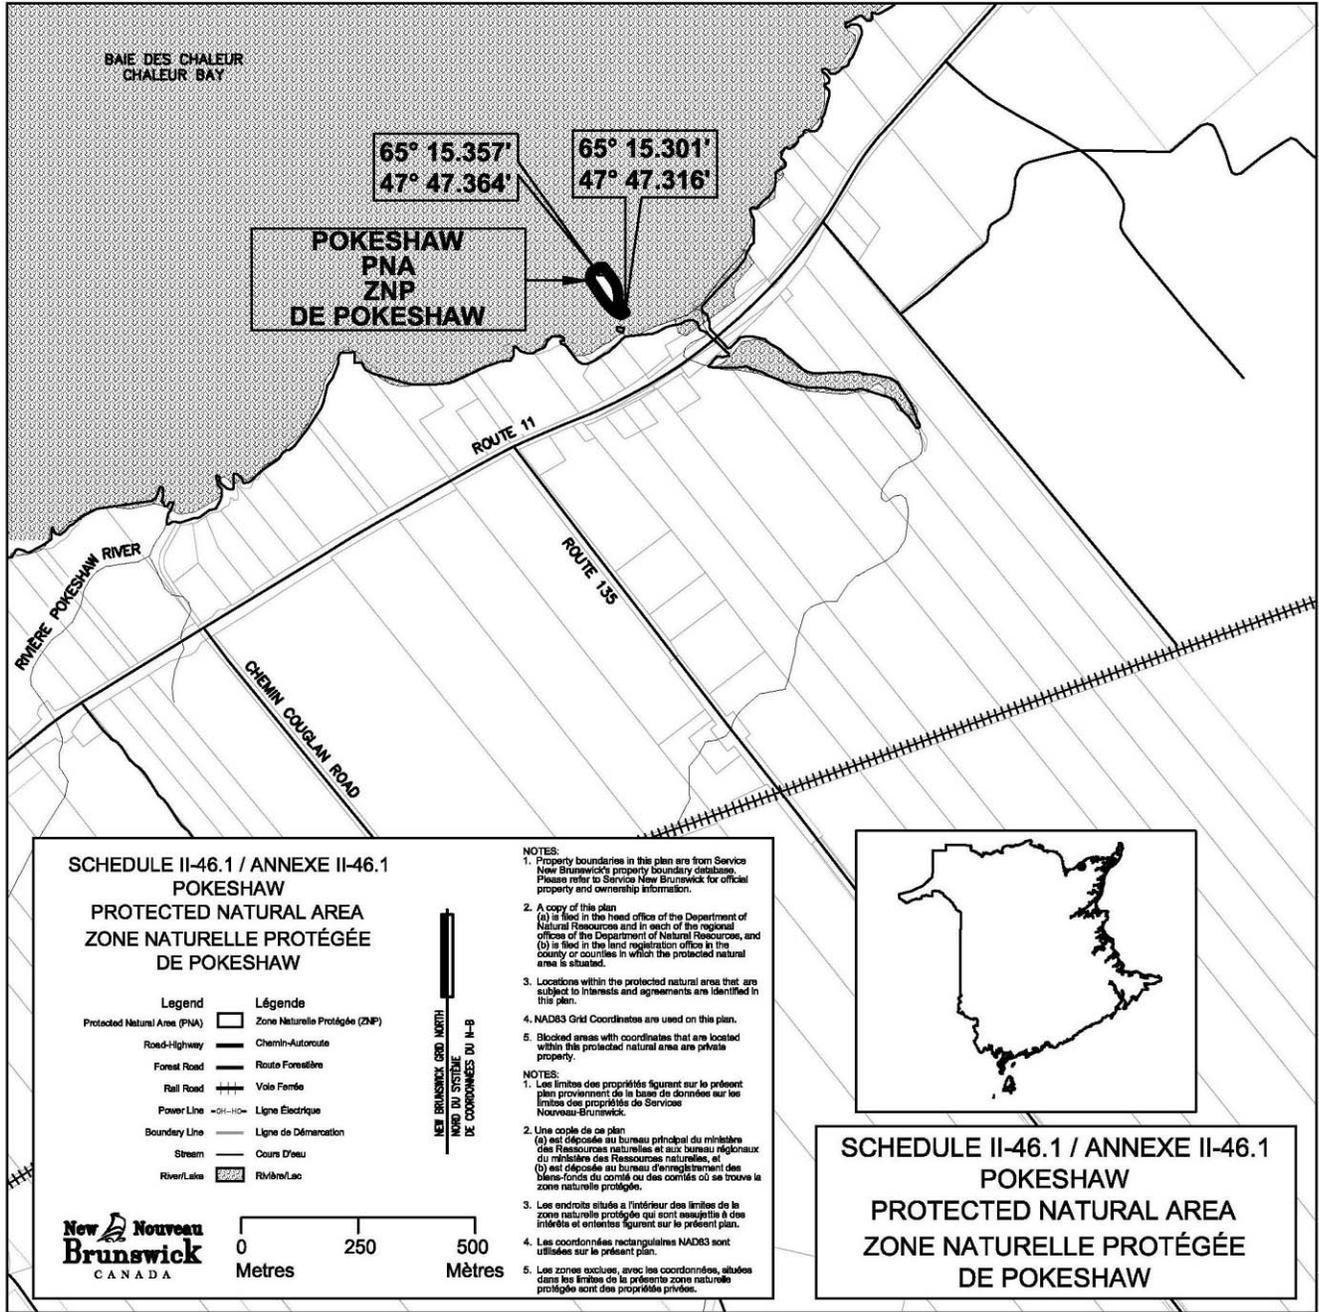 BAIE DES CHALEUR
CHALEUR BAY
65° 15.357'
47° 47.364'
65° 15.301'
47° 47.316'
POKESHAW
PNA
ZNP
DE POKESHAW
ROUTE 11
ROUTE 135
RIVIÈRE POKESHAW RIVER
CHEMIN COUGLAN ROAD
SCHEDULE II-46.1 / ANNEXE II-46.1
POKESHAW
PROTECTED NATURAL AREA
ZONE NATURELLE PROTÉGÉE
DE POKESHAW
Legend Légende
Protected Natural Area (PNA) Zone Naturelle Protégée (ZNP)
Road-Highway Chemin-Autoroute
Forest Road Route Forestière
Rail Road Voie Ferrée
Power Line -OH-HO- Ligne Électrique
Boundary Line Ligne de Démarcation
Stream Cours D'eau
River/Lake Rivière/Lac
NEW BRUNSWICK GRID NORTH
NORD DU SYSTÈME
DE COORDONNÉES DU N-B
New Nouveau
Brunswick
CANADA
0 250 500
Metres Mètres
NOTES:
1. Property boundaries in this plan are from Service
New Brunswick's property boundary database.
Please refer to Service New Brunswick for official
property and ownership information.
2. A copy of this plan
(a) is filed in the head office of the Department of
Natural Resources and in each of the regional
offices of the Department of Natural Resources, and
(b) is filed in the land registration office in the
county or counties in which the protected natural
area is situated.
3. Locations within the protected natural area that are
subject to interests and agreements are identified in
this plan.
4. NAD83 Grid Coordinates are used on this plan.
5. Blocked areas with coordinates that are located
within this protected natural area are private
property.
NOTES:
1. Les limites des propriétés figurant sur le présent
plan proviennent de la base de données sur les
limites des propriétés de Services
Nouveau-Brunswick.
2. Une copie de ce plan
(a) est déposée au bureau principal du ministère
des Ressources naturelles et aux bureau régionaux
du ministère des Ressources naturelles, et
(b) est déposée au bureau d'enregistrement des
biens-fonds du comté ou des comtés où se trouve la
zone naturelle protégée.
3. Les endroits situés a l'intérieur des limites de la
zone naturelle protégée qui sont assujettis à des
intérêts et ententes figurent sur le présent plan.
4. Les coordonnées rectangulaires NAD83 sont
utilisées sur le présent plan.
5. Les zones exclues, avec les coordonnées, situées
dans les limites de la présente zone naturelle
protégée sont des propriétés privées.
SCHEDULE II-46.1 / ANNEXE II-46.1
POKESHAW
PROTECTED NATURAL AREA
ZONE NATURELLE PROTÉGÉE
DE POKESHAW